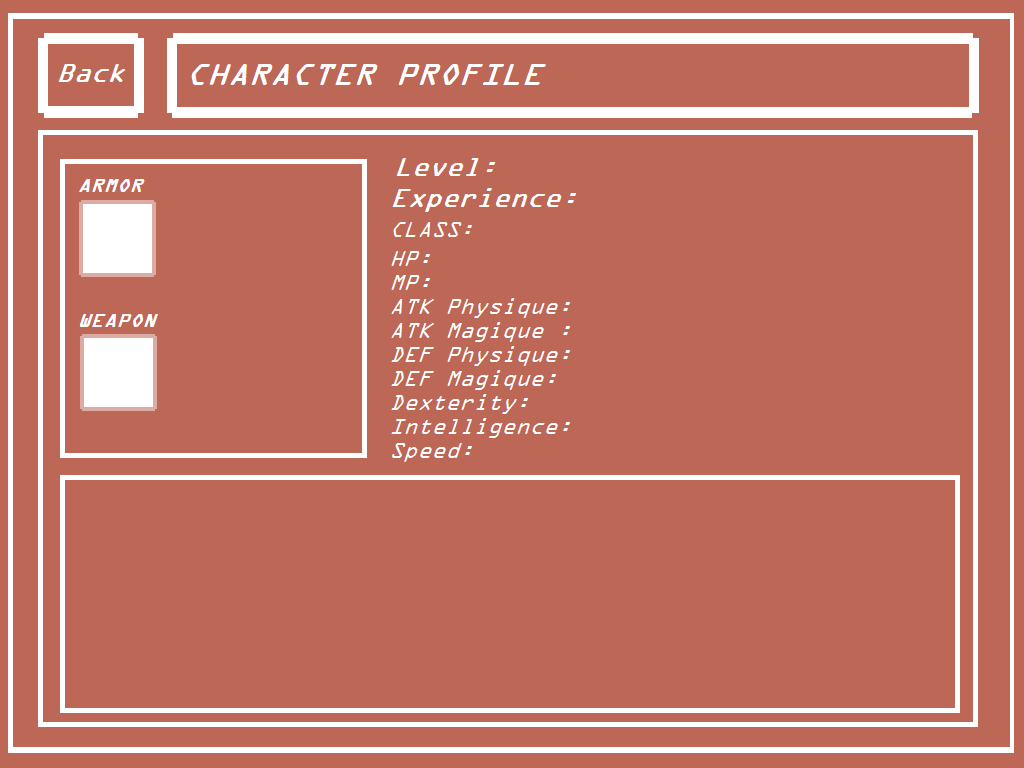 Back
CHARACTER PROFILE
ARMOR
WEAPON
Level:
Experience:
CLASS:
HP:
MP:
ATK Physique:
ATK Magique :
DEF Physique:
DEF Magique:
Dexterity:
Intelligence:
Speed: